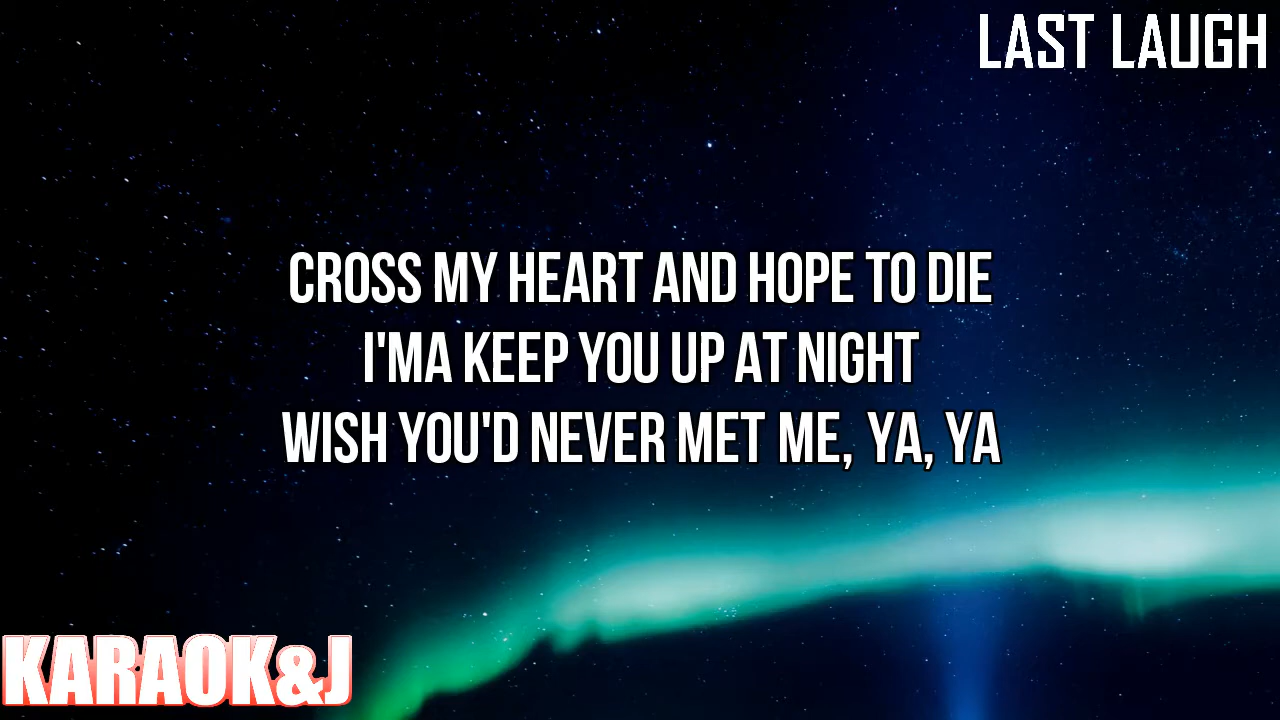 LAST LAUGH
CROSS MY HEART AND HOPE TO DIE
I'MA KEEP YOU UP AT NIGHT
WISH YOU'D NEVER MET ME, YA, YA
KARAOK&J